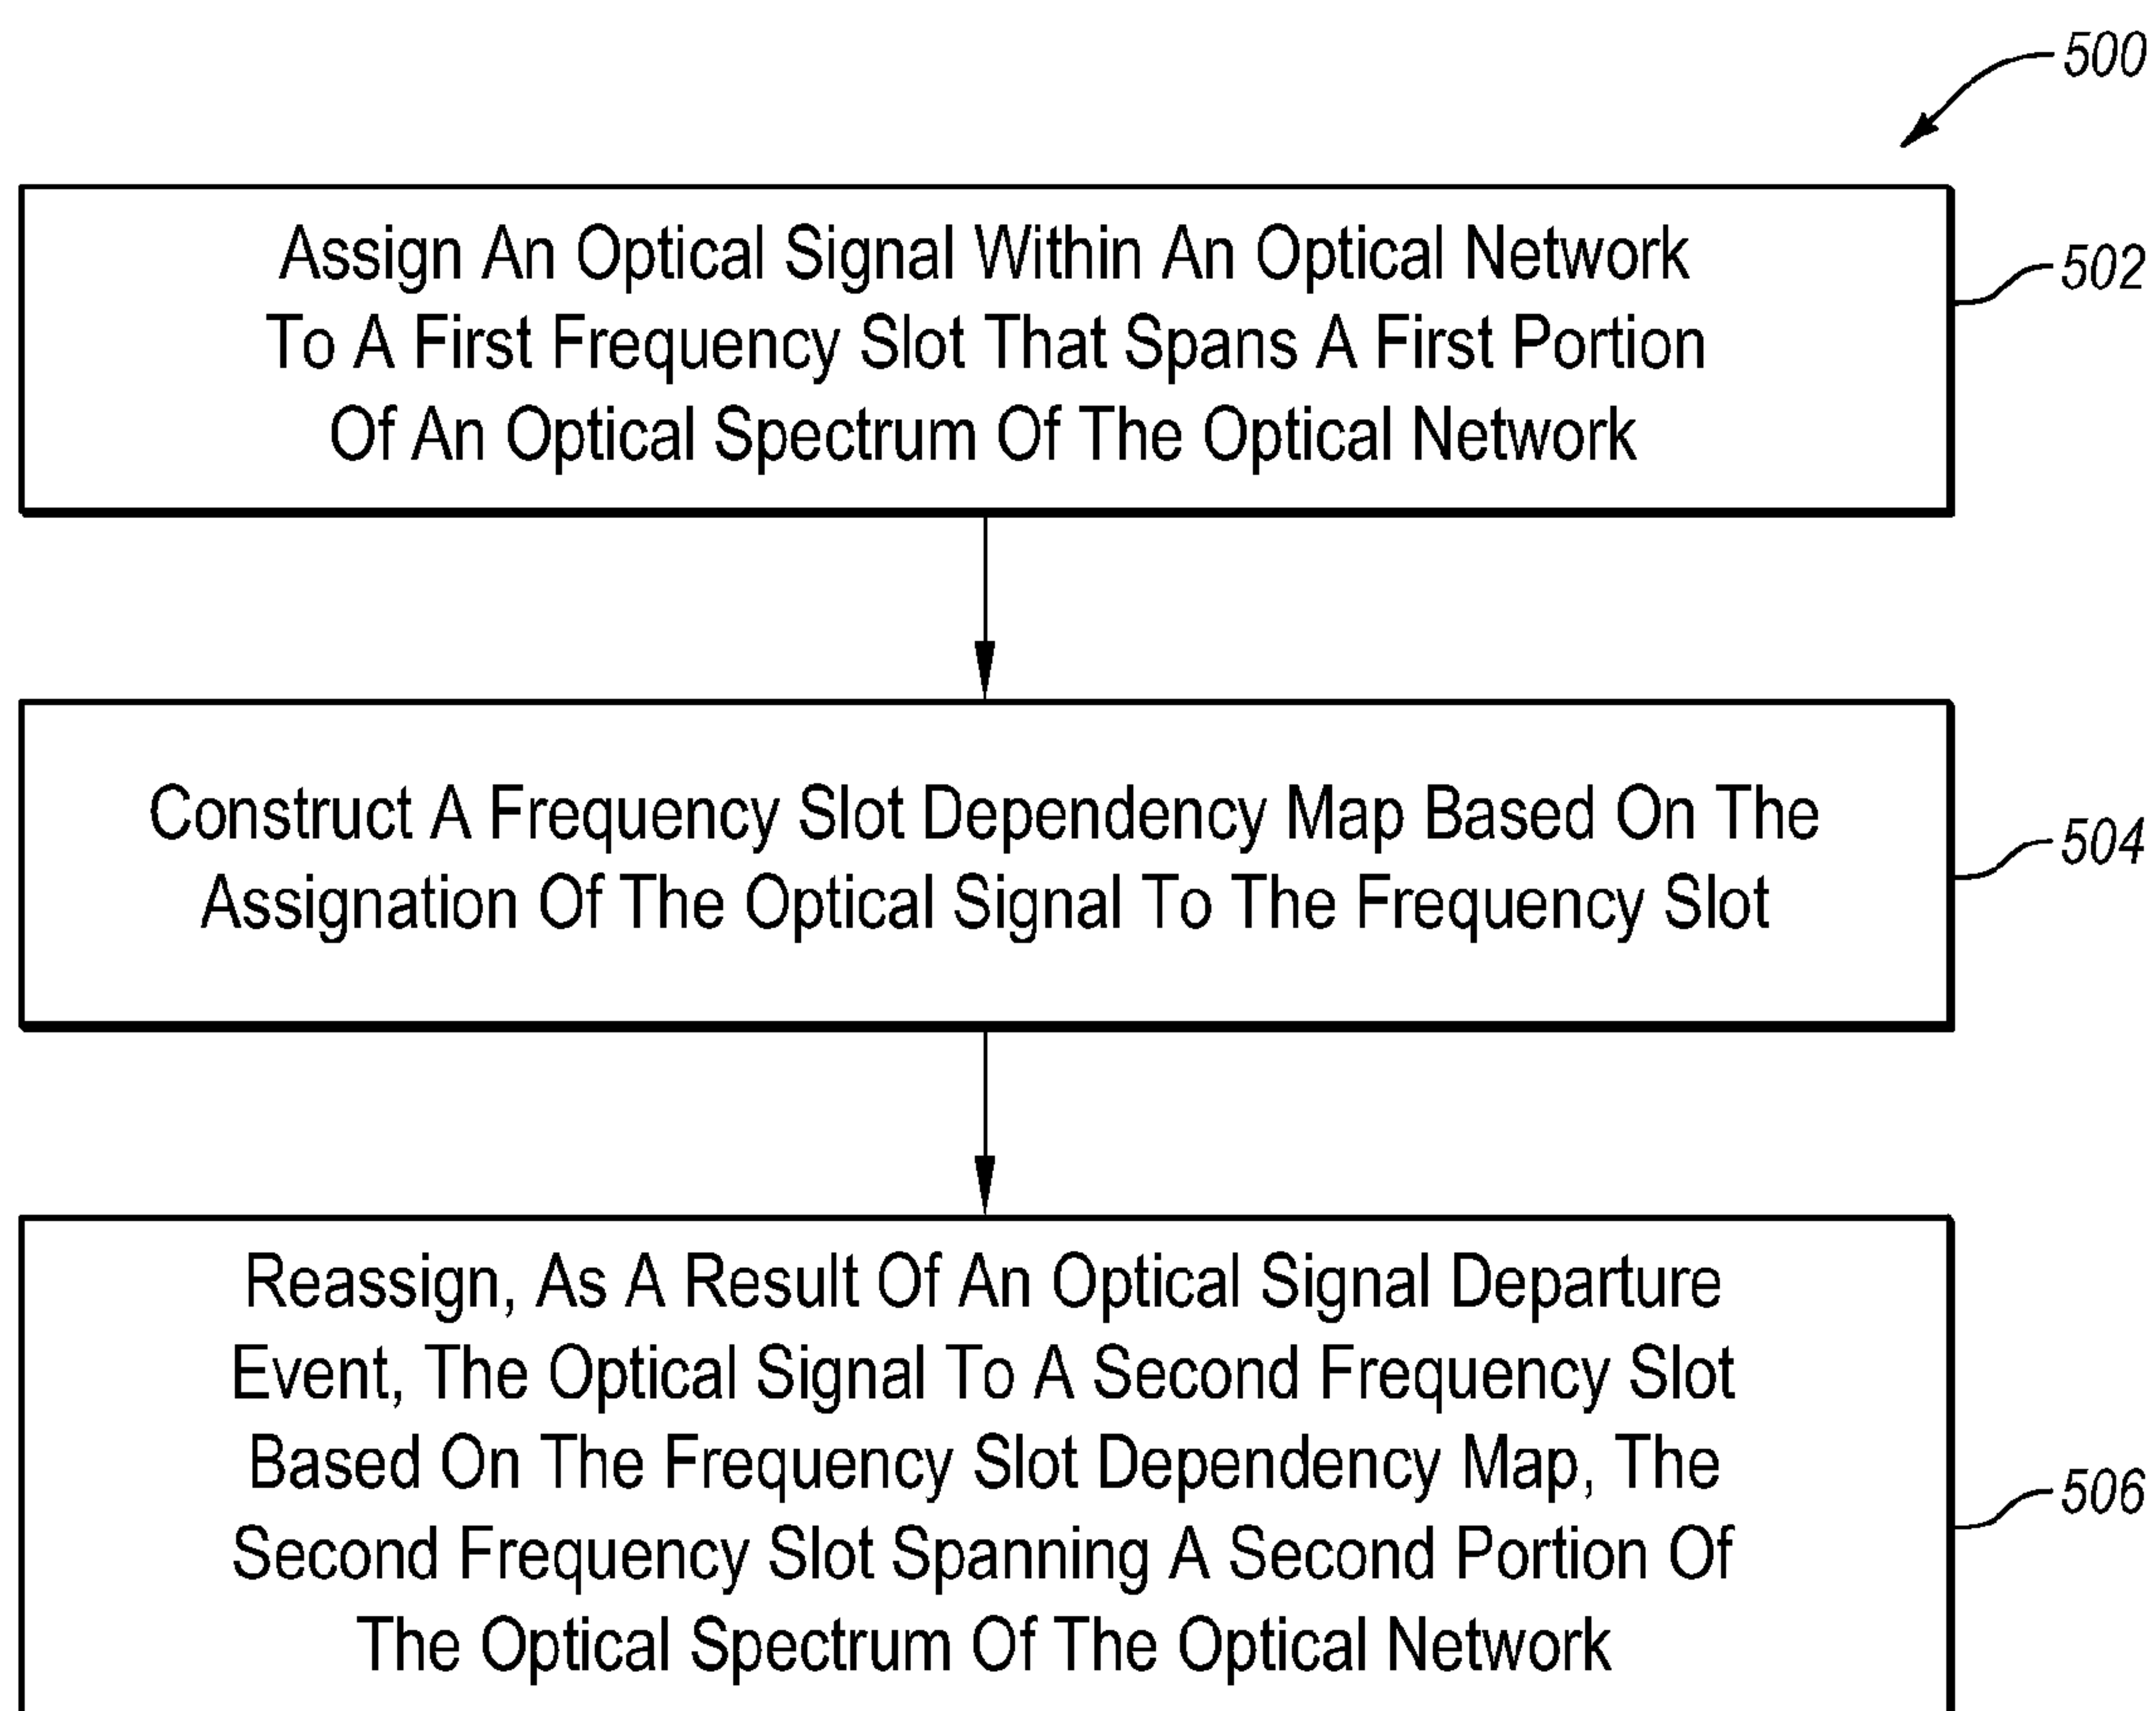 500
Assign An Optical Signal Within An Optical Network
To A First Frequency Slot That Spans A First Portion
Of An Optical Spectrum Of The Optical Network
502
Construct A Frequency Slot Dependency Map Based On The
Assignation Of The Optical Signal To The Frequency Slot
504
Reassign, As A Result Of An Optical Signal Departure
Event, The Optical Signal To A Second Frequency Slot
Based On The Frequency Slot Dependency Map, The
Second Frequency Slot Spanning A Second Portion Of
The Optical Spectrum Of The Optical Network
506